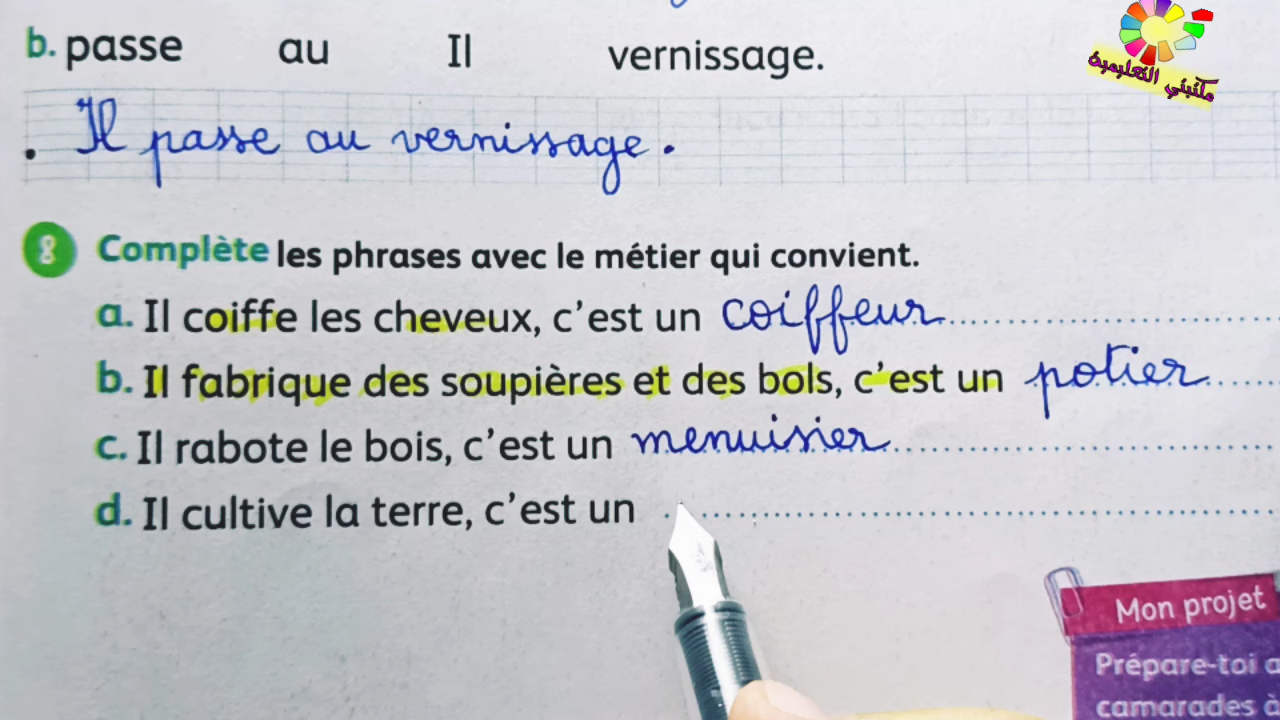 b. passe au Il vernissage.
مكتبتي التعليمية
. Il passe au vernissage.
8 Complète les phrases avec le métier qui convient.
a. Il coiffe les cheveux, c'est un coiffeur
b. Il fabrique des soupières et des bols, c'est un potier
c. Il rabote le bois, c'est un menuisier
d. Il cultive la terre, c'est un
Mon projet
Prépare-toi a
camarades à